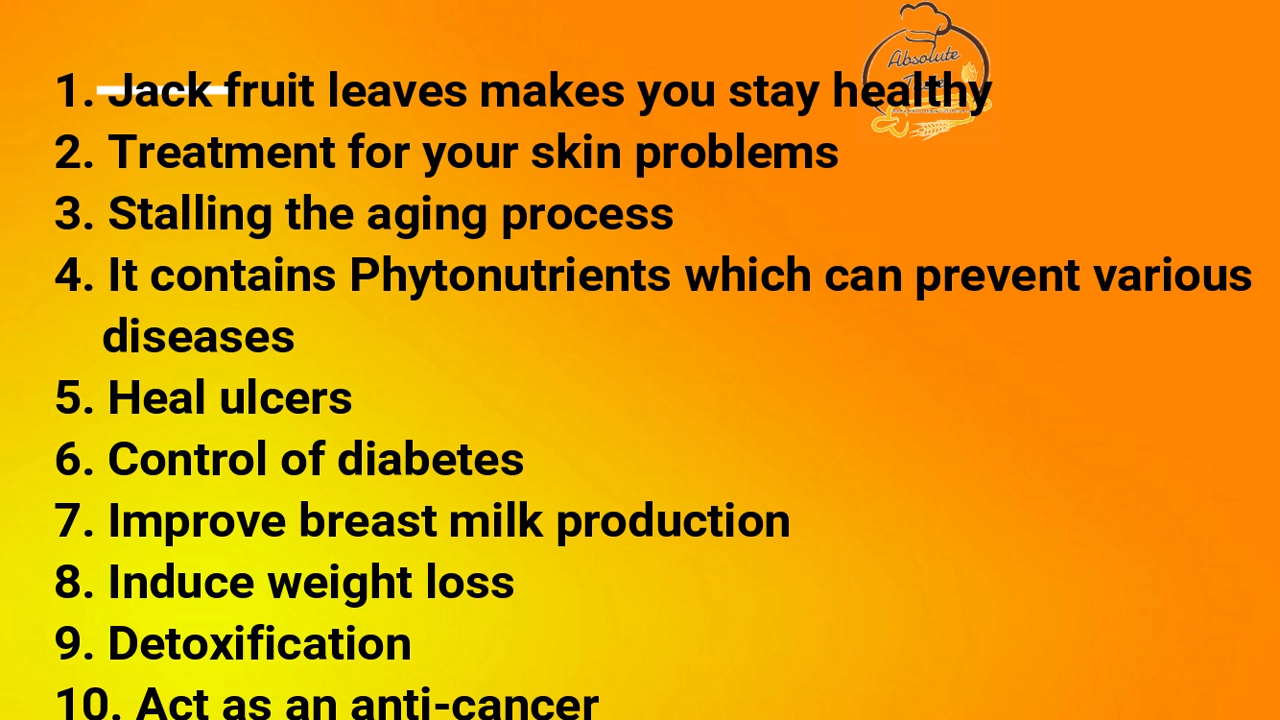 Absolute
1. Jack fruit leaves makes you stay healthy
2. Treatment for your skin problems
3. Stalling the aging process
4. It contains Phytonutrients which can prevent various
diseases
5. Heal ulcers
6. Control of diabetes
7. Improve breast milk production
8. Induce weight loss
9. Detoxification
10. Act as an anti-cancer